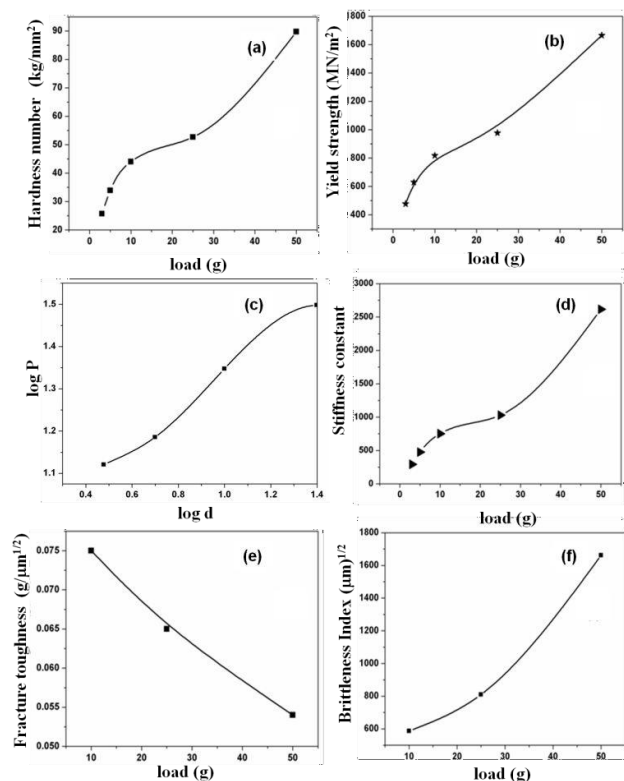 (a)
Hardness number (kg/mm²)
90
80
70
60
50
40
30
20
0 10 20 30 40 50
load (g)
(b)
Yield strength (MN/m²)
1800
1600
1400
1200
1000
800
600
400
0 10 20 30 40 50
load (g)
(c)
log P
1.5
1.4
1.3
1.2
1.1
0.4 0.6 0.8 1.0 1.2 1.4
log d
(d)
Stiffness constant
3000
2500
2000
1500
1000
500
0
0 10 20 30 40 50
load (g)
(e)
Fracture toughness (g/μm¹/²)
0.075
0.070
0.065
0.060
0.055
0.050
10 20 30 40 50
load (g)
(f)
Brittleness Index (μm)¹/²
1800
1600
1400
1200
1000
800
600
10 20 30 40 50
load (g)